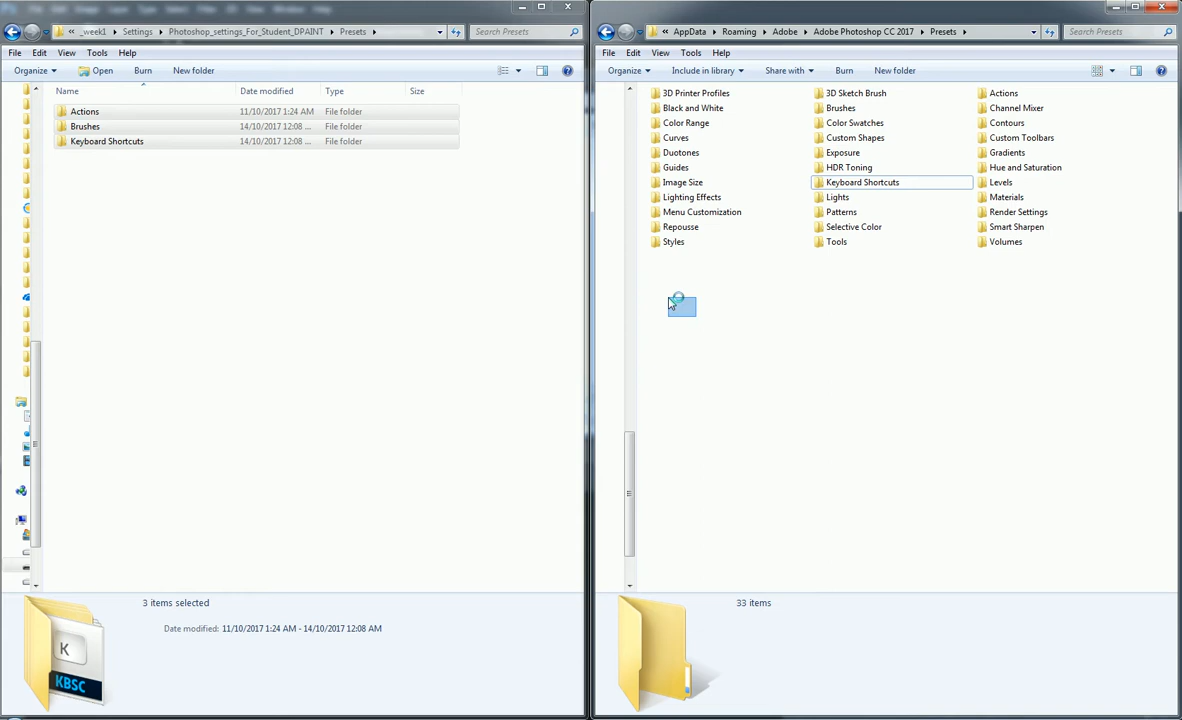 « _week1 Settings Photoshop_settings_For_Student_DPAINT Presets Search Presets
File Edit View Tools Help
Organize Open Burn New folder
Name Date modified Type Size
Actions 11/10/2017 1:24 AM File folder
Brushes 14/10/2017 12:08 ... File folder
Keyboard Shortcuts 14/10/2017 12:08 ... File folder
3 items selected
Date modified: 11/10/2017 1:24 AM - 14/10/2017 12:08 AM
K
KBSC
« AppData Roaming Adobe Adobe Photoshop CC 2017 Presets Search Presets
File Edit View Tools Help
Organize Include in library Share with Burn New folder
3D Printer Profiles 3D Sketch Brush Actions
Black and White Brushes Channel Mixer
Color Range Color Swatches Contours
Curves Custom Shapes Custom Toolbars
Duotones Exposure Gradients
Guides HDR Toning Hue and Saturation
Image Size Keyboard Shortcuts Levels
Lighting Effects Lights Materials
Menu Customization Patterns Render Settings
Repousse Selective Color Smart Sharpen
Styles Tools Volumes
33 items